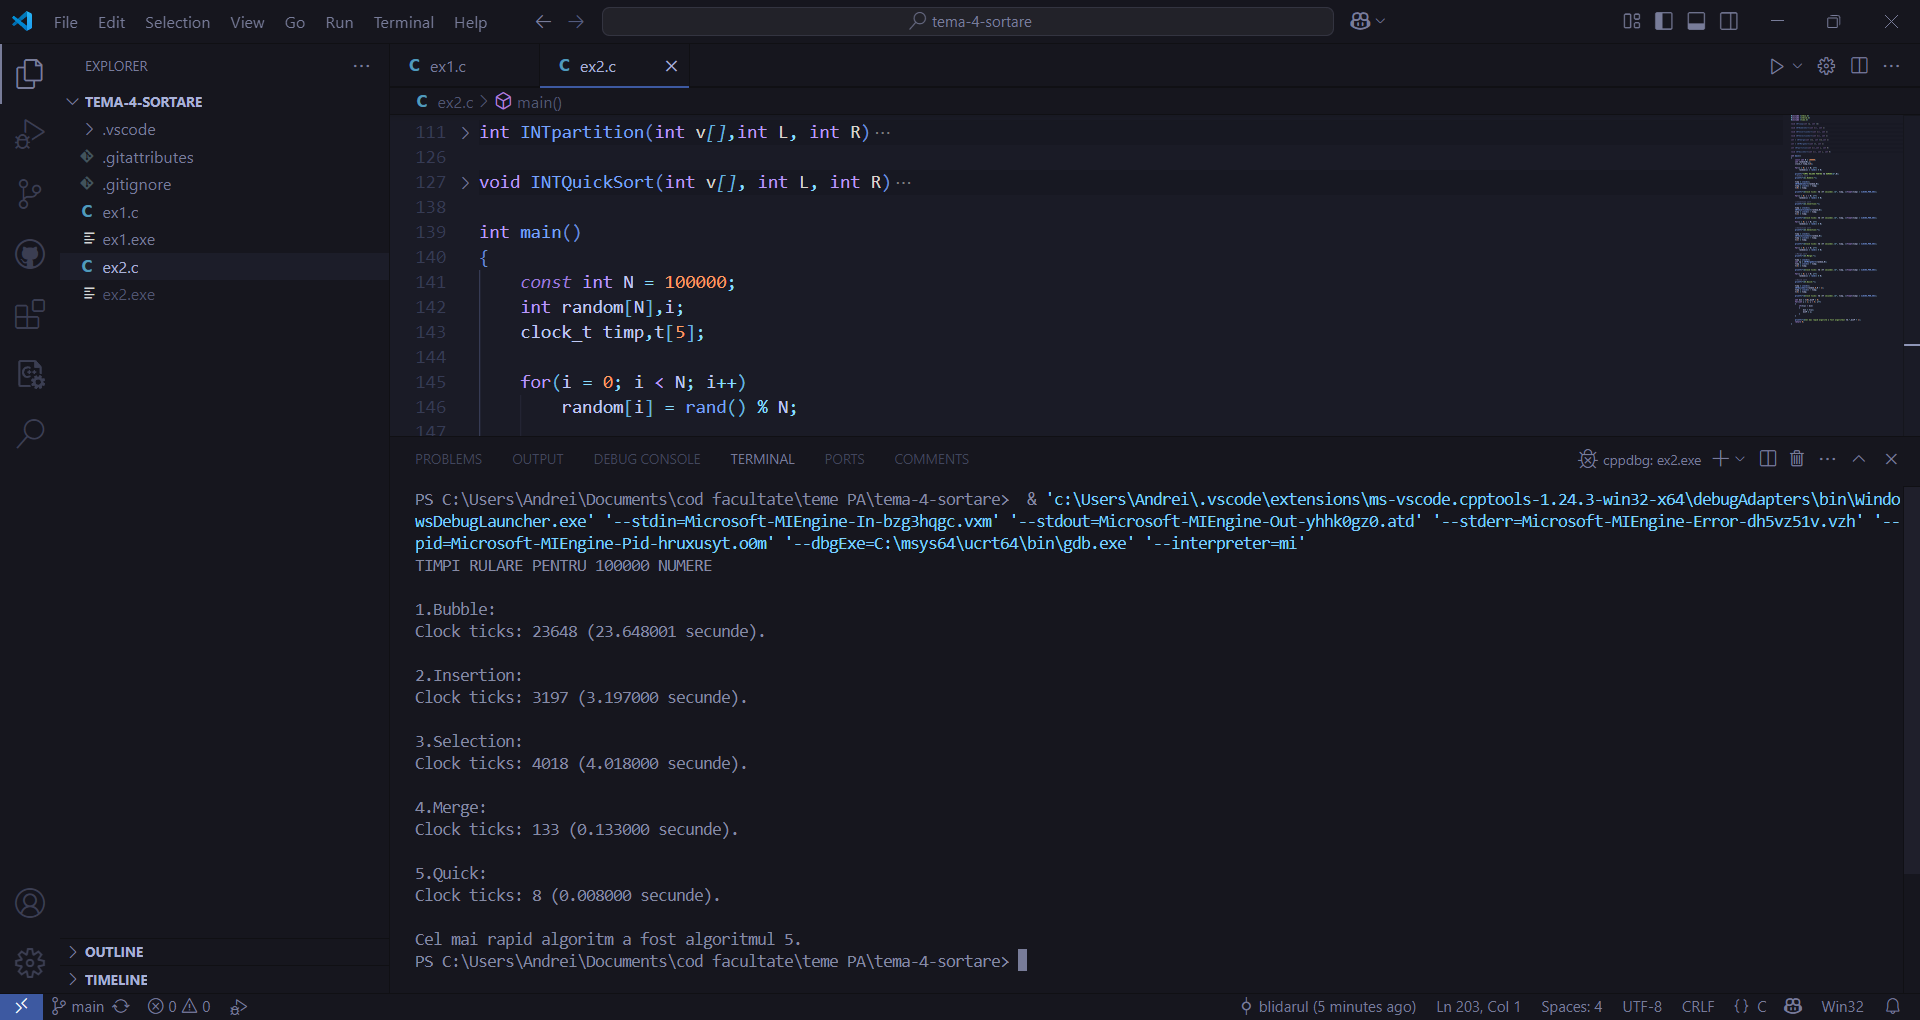 File Edit Selection View Go Run Terminal Help
tema-4-sortare
EXPLORER
TEMA-4-SORTARE
.vscode
.gitattributes
.gitignore
C ex1.c
ex1.exe
C ex2.c
ex2.exe
OUTLINE
TIMELINE
C ex1.c
C ex2.c
C ex2.c > main()
111 int INTpartition(int v[],int L, int R)···
126
127 void INTQuickSort(int v[], int L, int R)···
138
139 int main()
140 {
141 const int N = 100000;
142 int random[N],i;
143 clock_t timp,t[5];
144
145 for(i = 0; i < N; i++)
146 random[i] = rand() % N;
147
PROBLEMS OUTPUT DEBUG CONSOLE TERMINAL PORTS COMMENTS
cppdbg: ex2.exe
PS C:\Users\Andrei\Documents\cod facultate\teme PA\tema-4-sortare> & 'c:\Users\Andrei\.vscode\extensions\ms-vscode.cpptools-1.24.3-win32-x64\debugAdapters\bin\Windo
wsDebugLauncher.exe' '--stdin=Microsoft-MIEngine-In-bzg3hqgc.vxm' '--stdout=Microsoft-MIEngine-Out-yhhk0gz0.atd' '--stderr=Microsoft-MIEngine-Error-dh5vz51v.vzh' '--
pid=Microsoft-MIEngine-Pid-hruxusyt.o0m' '--dbgExe=C:\msys64\ucrt64\bin\gdb.exe' '--interpreter=mi'
TIMPI RULARE PENTRU 100000 NUMERE
1.Bubble:
Clock ticks: 23648 (23.648001 secunde).
2.Insertion:
Clock ticks: 3197 (3.197000 secunde).
3.Selection:
Clock ticks: 4018 (4.018000 secunde).
4.Merge:
Clock ticks: 133 (0.133000 secunde).
5.Quick:
Clock ticks: 8 (0.008000 secunde).
Cel mai rapid algoritm a fost algoritmul 5.
PS C:\Users\Andrei\Documents\cod facultate\teme PA\tema-4-sortare>
main 0 0 blidarul (5 minutes ago) Ln 203, Col 1 Spaces: 4 UTF-8 CRLF {} C Win32